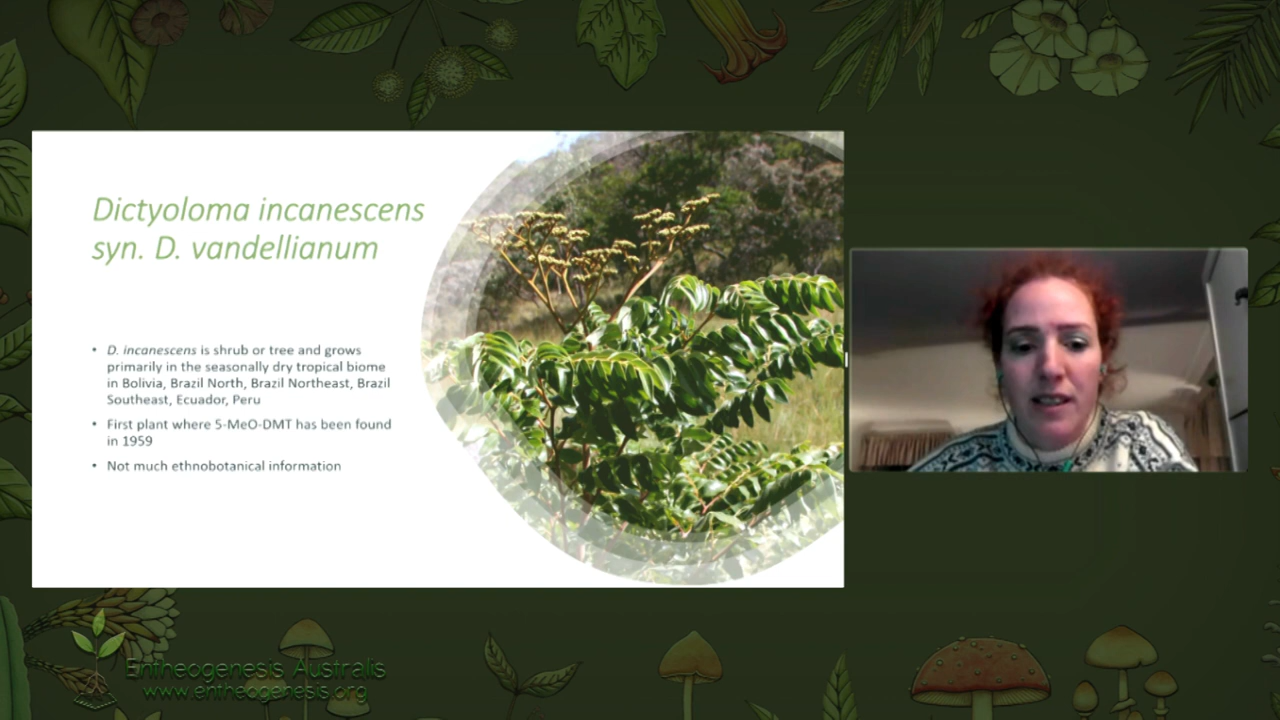 Dictyoloma incanescens
syn. D. vandellianum
• D. incanescens is shrub or tree and grows
primarily in the seasonally dry tropical biome
in Bolivia, Brazil North, Brazil Northeast, Brazil
Southeast, Ecuador, Peru
• First plant where 5-MeO-DMT has been found
in 1959
• Not much ethnobotanical information
Entheogenesis Australis
www.entheogenesis.org